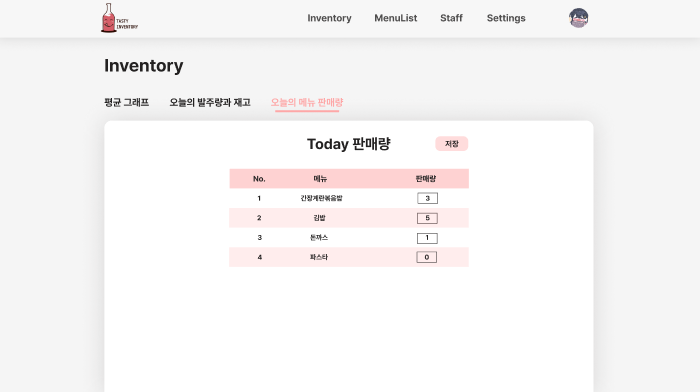 TASTY
INVENTORY
Inventory MenuList Staff Settings
Inventory
평균 그래프 오늘의 발주량과 재고 오늘의 메뉴 판매량
Today 판매량 저장
No. 메뉴 판매량
1 간장계란볶음밥 3
2 김밥 5
3 돈까스 1
4 파스타 0